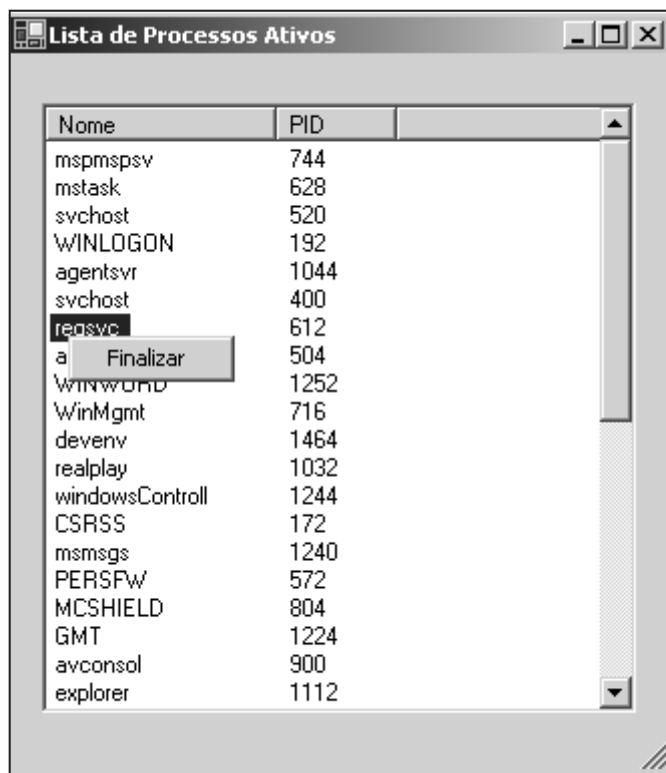 Lista de Processos Ativos
Nome PID
mspmspsv 744
mstask 628
svchost 520
WINLOGON 192
agentsvr 1044
svchost 400
regsvc 612
Finalizar 504
WINWORD 1252
WinMgmt 716
devenv 1464
realplay 1032
windowsControll 1244
CSRSS 172
msmsgs 1240
PERSFW 572
MCSHIELD 804
GMT 1224
avconsol 900
explorer 1112